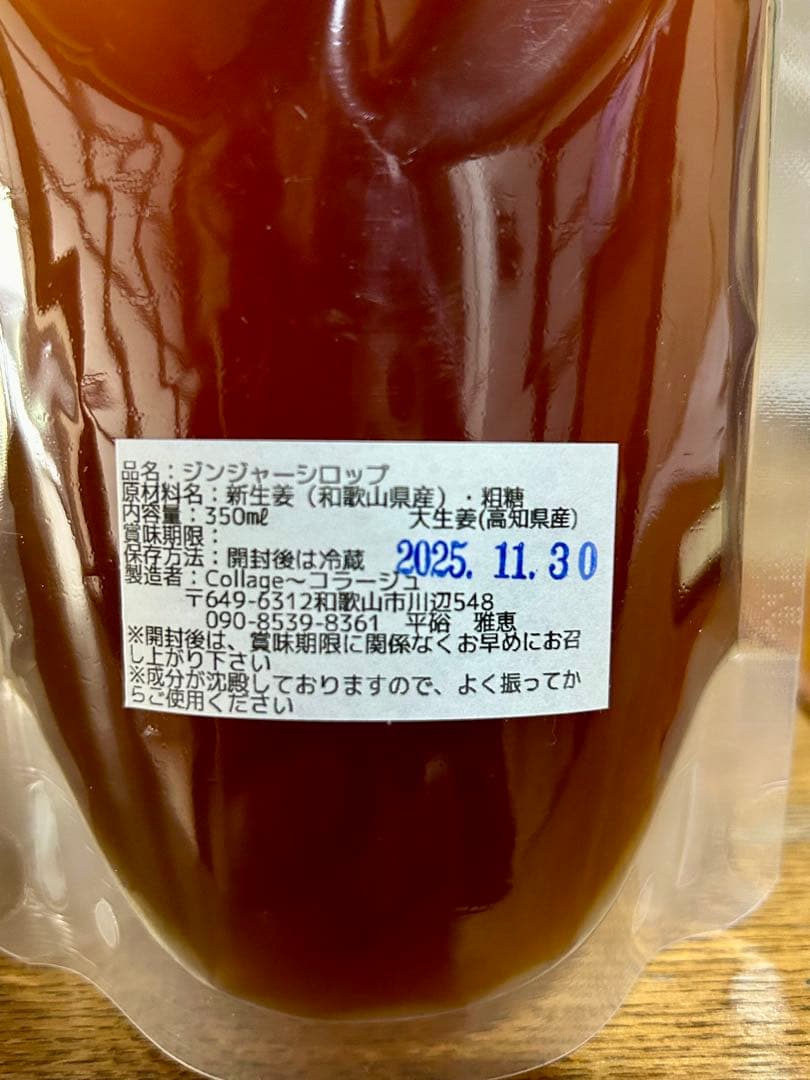 品名：ジンジャーシロップ
原材料名：新生姜（和歌山県産）・粗糖
内容量：350㎖ 大生姜(高知県産)
賞味期限：
保存方法：開封後は冷蔵 2025. 11. 30
製造者：Collage～コラージュ
〒649-6312和歌山市川辺548
090-8539-8361 平 雅恵
※開封後は、賞味期限に関係なくお早めにお召
し上がり下さい
※成分が沈殿しておりますので、よく振ってか
らご使用ください